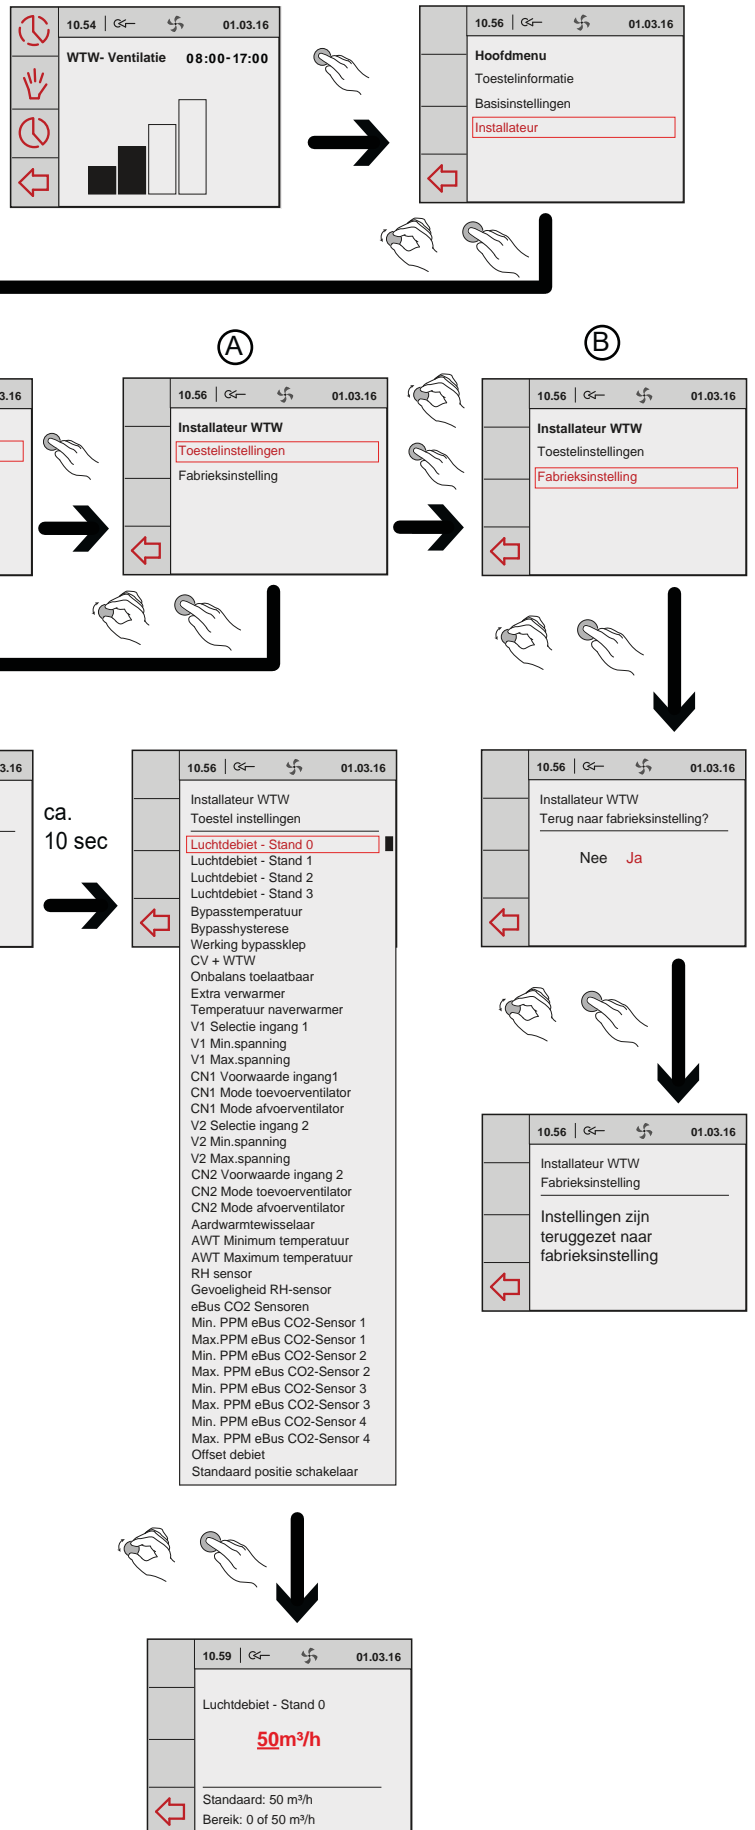 10.54 01.03.16
WTW- Ventilatie 08:00-17:00
10.56 01.03.16
Hoofdmenu
Toestelinformatie
Basisinstellingen
Installateur
A
B
3.16
10.56 01.03.16
Installateur WTW
Toestelinstellingen
Fabrieksinstelling
10.56 01.03.16
Installateur WTW
Toestelinstellingen
Fabrieksinstelling
3.16
ca.
10 sec
10.56 01.03.16
Installateur WTW
Toestel instellingen
Luchtdebiet - Stand 0
Luchtdebiet - Stand 1
Luchtdebiet - Stand 2
Luchtdebiet - Stand 3
Bypasstemperatuur
Bypasshysterese
Werking bypassklep
CV + WTW
Onbalans toelaatbaar
Extra verwarmer
Temperatuur naverwarmer
V1 Selectie ingang 1
V1 Min.spanning
V1 Max.spanning
CN1 Voorwaarde ingang1
CN1 Mode toevoerventilator
CN1 Mode afvoerventilator
V2 Selectie ingang 2
V2 Min.spanning
V2 Max.spanning
CN2 Voorwaarde ingang 2
CN2 Mode toevoerventilator
CN2 Mode afvoerventilator
Aardwarmtewisselaar
AWT Minimum temperatuur
AWT Maximum temperatuur
RH sensor
Gevoeligheid RH-sensor
eBus CO2 Sensoren
Min. PPM eBus CO2-Sensor 1
Max.PPM eBus CO2-Sensor 1
Min. PPM eBus CO2-Sensor 2
Max. PPM eBus CO2-Sensor 2
Min. PPM eBus CO2-Sensor 3
Max. PPM eBus CO2-Sensor 3
Min. PPM eBus CO2-Sensor 4
Max. PPM eBus CO2-Sensor 4
Offset debiet
Standaard positie schakelaar
10.56 01.03.16
Installateur WTW
Terug naar fabrieksinstelling?
Nee Ja
10.56 01.03.16
Installateur WTW
Fabrieksinstelling
Instellingen zijn
teruggezet naar
fabrieksinstelling
10.59 01.03.16
Luchtdebiet - Stand 0
50m³/h
Standaard: 50 m³/h
Bereik: 0 of 50 m³/h